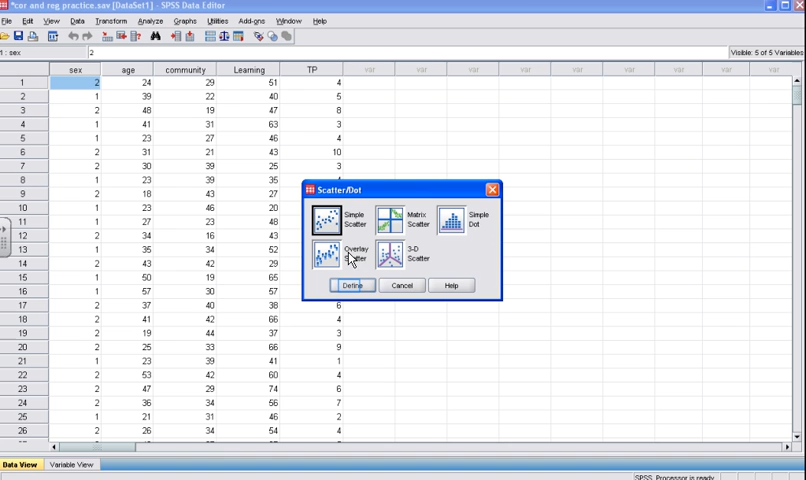 *cor and reg practice.sav [DataSet1] - SPSS Data Editor
File Edit View Data Transform Analyze Graphs Utilities Add-ons Window Help
1 : sex 2 Visible: 5 of 5 Variables
sex age community Learning TP var var var var var var var var
1 2 24 29 51 4
2 1 39 22 40 5
3 2 48 19 47 8
4 1 41 31 63 3
5 1 23 27 46 4
6 2 31 21 43 10
7 2 30 39 25 3
8 1 23 39 35
9 2 18 43 27
10 1 23 46 20
11 1 27 23 48
12 2 34 16 43
13 1 35 34 52
14 2 43 42 29
15 1 50 19 65
16 1 57 30 57
17 2 37 40 38 6
18 2 41 42 66 4
19 2 19 44 37 3
20 2 25 33 66 9
21 1 23 39 41 1
22 2 53 42 60 4
23 2 47 29 74 6
24 2 36 34 56 7
25 1 21 31 46 2
26 2 26 34 54 4
Scatter/Dot
Simple Scatter
Matrix Scatter
Simple Dot
Overlay Scatter
3-D Scatter
Define Cancel Help
Data View Variable View
SPSS Processor is ready